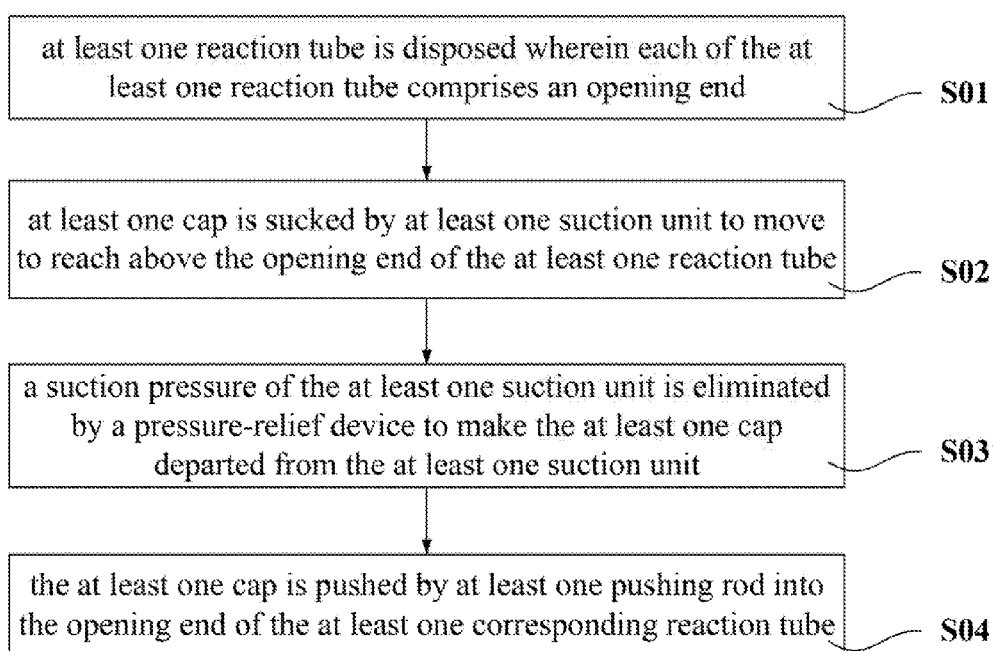 at least one reaction tube is disposed wherein each of the at
least one reaction tube comprises an opening end
S01
at least one cap is sucked by at least one suction unit to move
to reach above the opening end of the at least one reaction tube
S02
a suction pressure of the at least one suction unit is eliminated
by a pressure-relief device to make the at least one cap
departed from the at least one suction unit
S03
the at least one cap is pushed by at least one pushing rod into
the opening end of the at least one corresponding reaction tube
S04